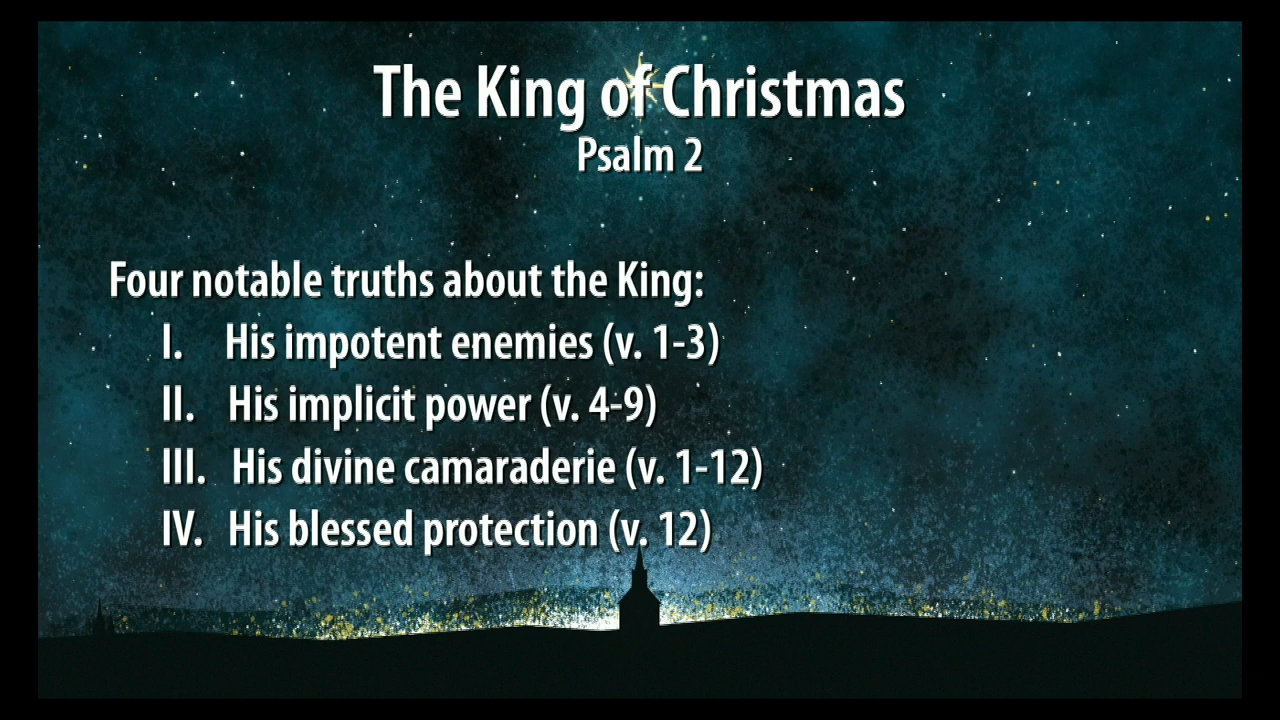 The King of Christmas
Psalm 2
Four notable truths about the King:
I. His impotent enemies (v. 1-3)
II. His implicit power (v. 4-9)
III. His divine camaraderie (v. 1-12)
IV. His blessed protection (v. 12)